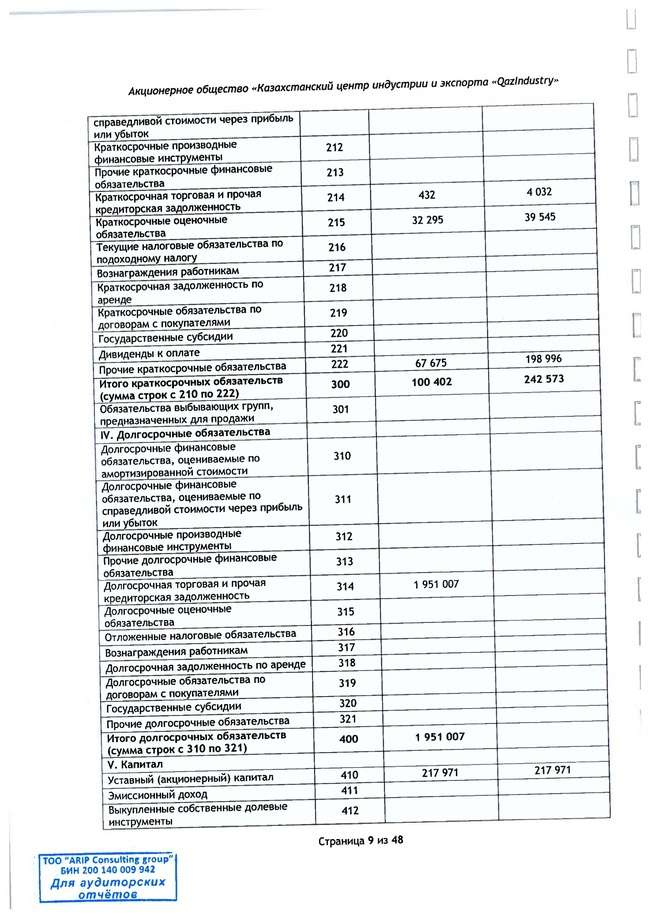 Акционерное общество «Казахстанский центр индустрии и экспорта «QazIndustry»
справедливой стоимости через прибыль
или убыток
Краткосрочные производные
финансовые инструменты 212
Прочие краткосрочные финансовые
обязательства 213
Краткосрочная торговая и прочая
кредиторская задолженность 214 432 4 032
Краткосрочные оценочные
обязательства 215 32 295 39 545
Текущие налоговые обязательства по
подоходному налогу 216
Вознаграждения работникам 217
Краткосрочная задолженность по
аренде 218
Краткосрочные обязательства по
договорам с покупателями 219
Государственные субсидии 220
Дивиденды к оплате 221
Прочие краткосрочные обязательства 222 67 675 198 996
Итого краткосрочных обязательств
(сумма строк с 210 по 222) 300 100 402 242 573
Обязательства выбывающих групп,
предназначенных для продажи 301
IV. Долгосрочные обязательства
Долгосрочные финансовые
обязательства, оцениваемые по
амортизированной стоимости 310
Долгосрочные финансовые
обязательства, оцениваемые по
справедливой стоимости через прибыль
или убыток 311
Долгосрочные производные
финансовые инструменты 312
Прочие долгосрочные финансовые
обязательства 313
Долгосрочная торговая и прочая
кредиторская задолженность 314 1 951 007
Долгосрочные оценочные
обязательства 315
Отложенные налоговые обязательства 316
Вознаграждения работникам 317
Долгосрочная задолженность по аренде 318
Долгосрочные обязательства по
договорам с покупателями 319
Государственные субсидии 320
Прочие долгосрочные обязательства 321
Итого долгосрочных обязательств
(сумма строк с 310 по 321) 400 1 951 007
V. Капитал
Уставный (акционерный) капитал 410 217 971 217 971
Эмиссионный доход 411
Выкупленные собственные долевые
инструменты 412
Страница 9 из 48
ТОО "ARIP Consulting group"
БИН 200 140 009 942
Для аудиторских
отчётов